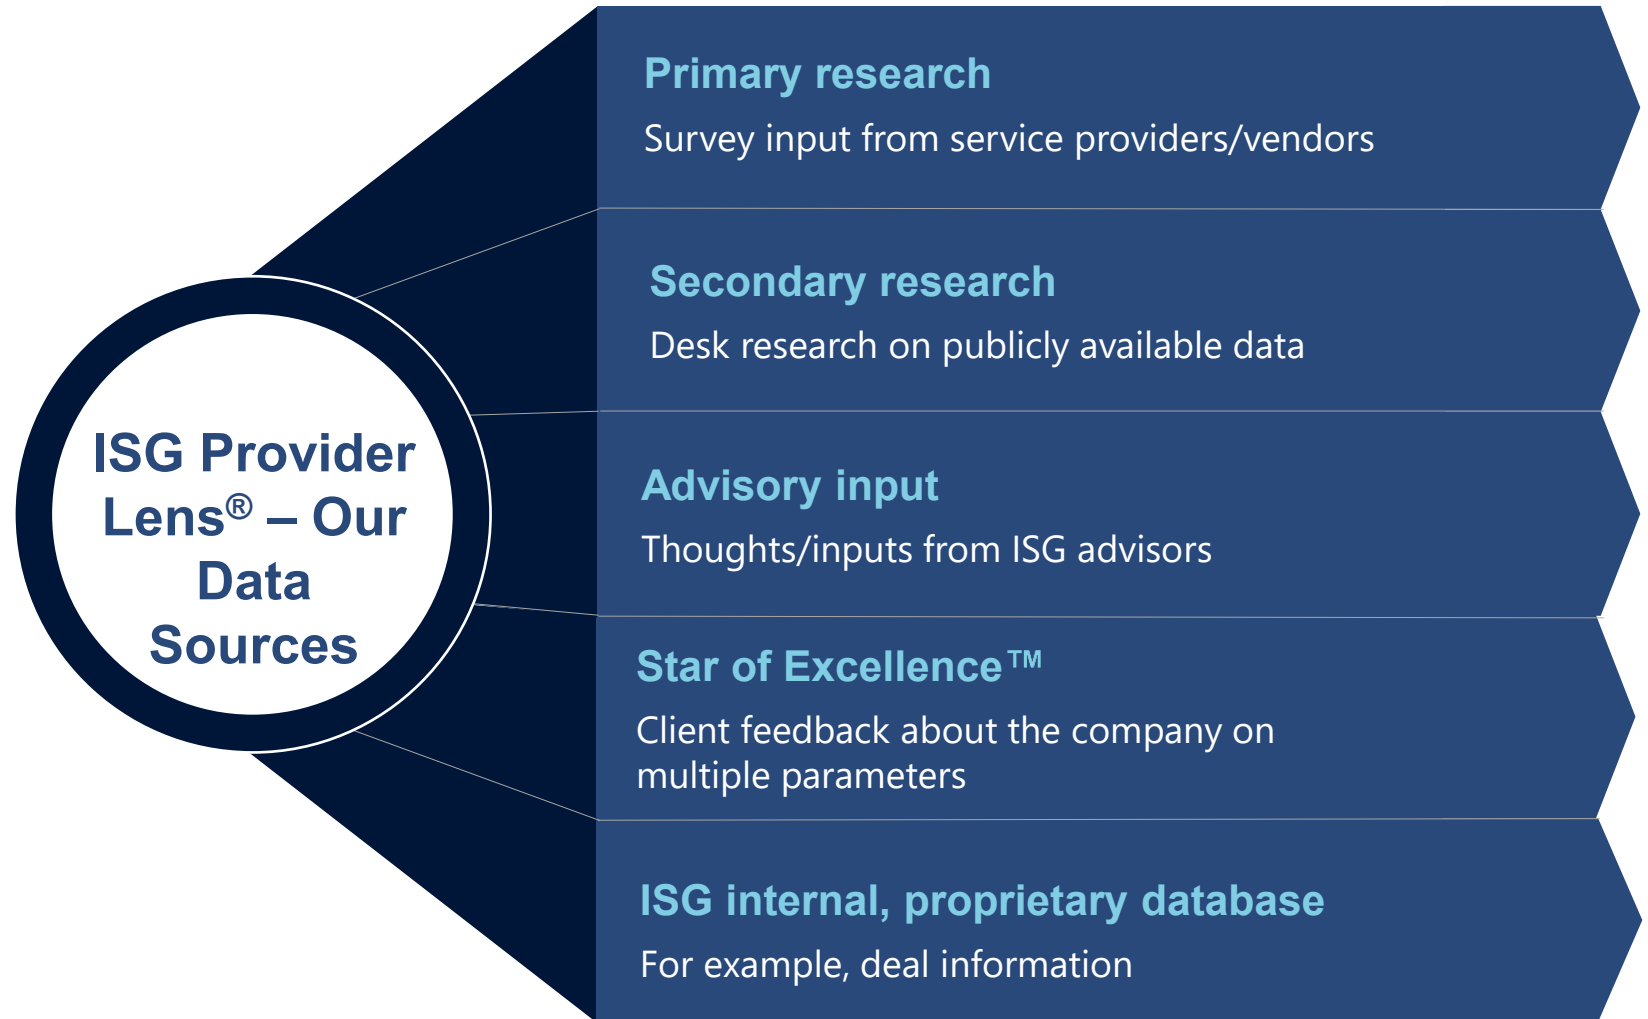 ISG Provider
Lens® – Our
Data
Sources
Primary research
Survey input from service providers/vendors
Secondary research
Desk research on publicly available data
Advisory input
Thoughts/inputs from ISG advisors
Star of Excellence™
Client feedback about the company on
multiple parameters
ISG internal, proprietary database
For example, deal information